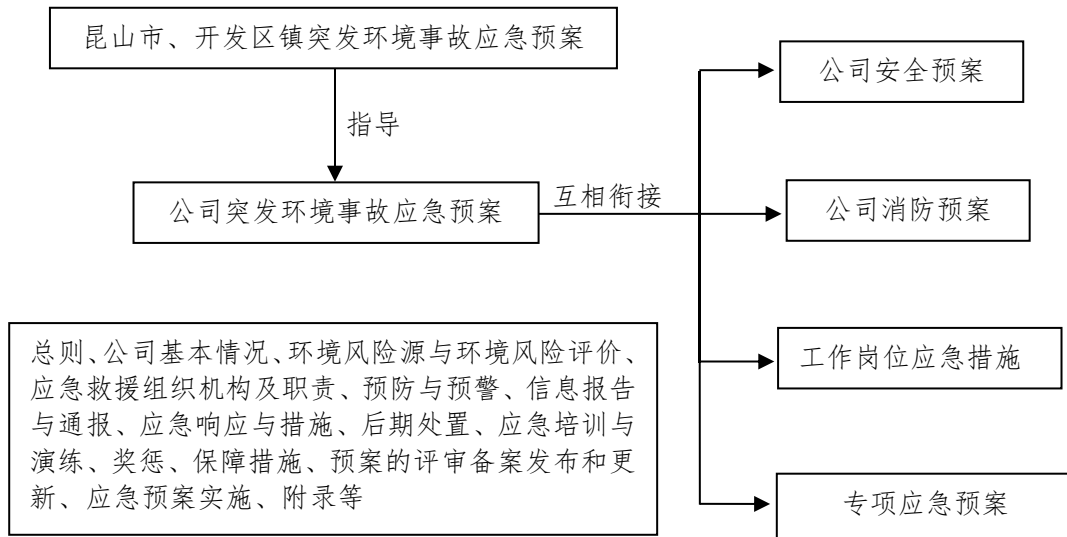 昆山市、开发区镇突发环境事故应急预案
公司安全预案
指导
公司突发环境事故应急预案
互相衔接
公司消防预案
总则、公司基本情况、环境风险源与环境风险评价、
应急救援组织机构及职责、预防与预警、信息报告
与通报、应急响应与措施、后期处置、应急培训与
演练、奖惩、保障措施、预案的评审备案发布和更
新、应急预案实施、附录等
工作岗位应急措施
专项应急预案